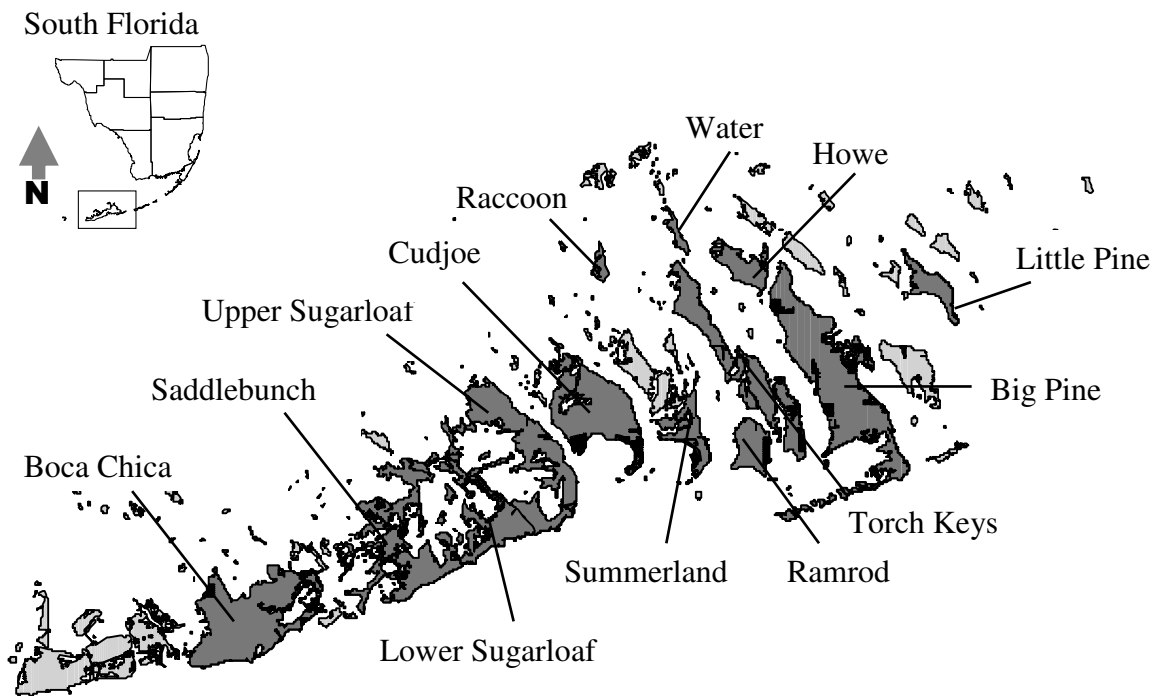 South Florida
N
Water
Howe
Raccoon
Cudjoe
Little Pine
Upper Sugarloaf
Saddlebunch
Big Pine
Boca Chica
Torch Keys
Summerland
Ramrod
Lower Sugarloaf